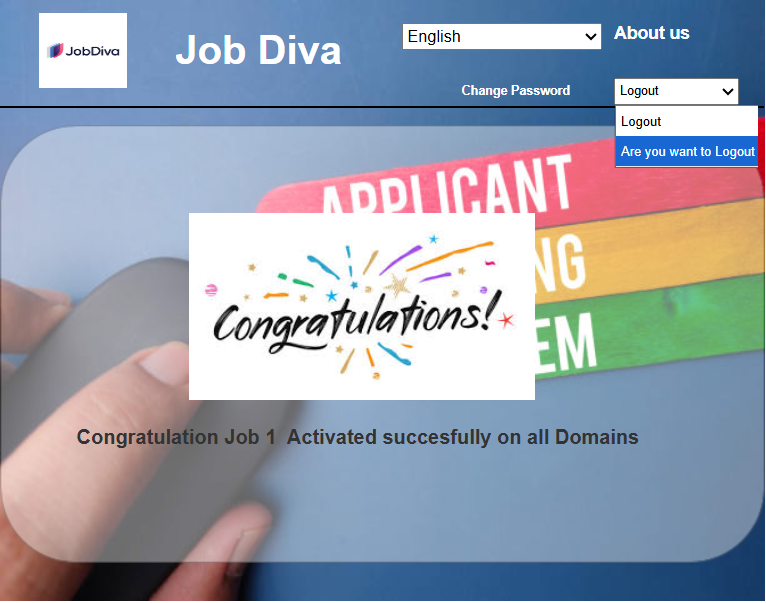 JobDiva
Job Diva
English
About us
Change Password
Logout
Logout
Are you want to Logout
APPLICANT
NG
EM
Congratulations!
Congratulation Job 1 Activated succesfully on all Domains